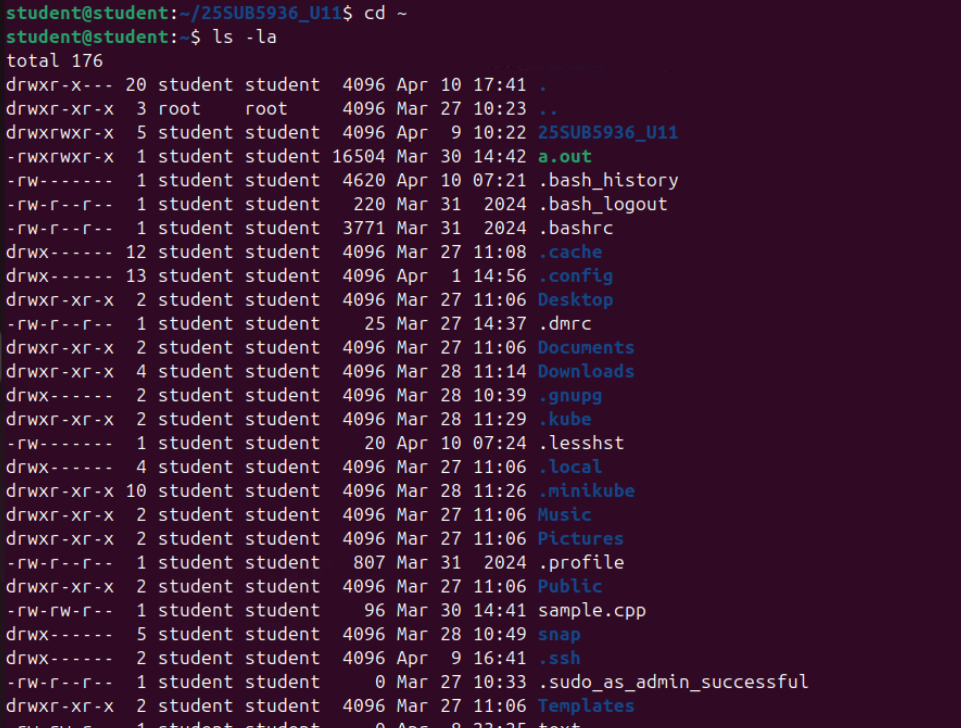 student@student:~/25SUB5936_U11$ cd ~
student@student:~$ ls -la
total 176
drwxr-x--- 20 student student  4096 Apr 10 17:41 .
drwxr-xr-x  3 root    root     4096 Mar 27 10:23 ..
drwxrwxr-x  5 student student  4096 Apr  9 10:22 25SUB5936_U11
-rwxrwxr-x  1 student student 16504 Mar 30 14:42 a.out
-rw-------  1 student student  4620 Apr 10 07:21 .bash_history
-rw-r--r--  1 student student   220 Mar 31  2024 .bash_logout
-rw-r--r--  1 student student  3771 Mar 31  2024 .bashrc
drwx------ 12 student student  4096 Mar 27 11:08 .cache
drwx------ 13 student student  4096 Apr  1 14:56 .config
drwxr-xr-x  2 student student  4096 Mar 27 11:06 Desktop
-rw-r--r--  1 student student    25 Mar 27 14:37 .dmrc
drwxr-xr-x  2 student student  4096 Mar 27 11:06 Documents
drwxr-xr-x  4 student student  4096 Mar 28 11:14 Downloads
drwx------  2 student student  4096 Mar 28 10:39 .gnupg
drwxr-xr-x  2 student student  4096 Mar 28 11:29 .kube
-rw-------  1 student student    20 Apr 10 07:24 .lesshst
drwx------  4 student student  4096 Mar 27 11:06 .local
drwxr-xr-x 10 student student  4096 Mar 28 11:26 .minikube
drwxr-xr-x  2 student student  4096 Mar 27 11:06 Music
drwxr-xr-x  2 student student  4096 Mar 27 11:06 Pictures
-rw-r--r--  1 student student   807 Mar 31  2024 .profile
drwxr-xr-x  2 student student  4096 Mar 27 11:06 Public
-rw-rw-r--  1 student student    96 Mar 30 14:41 sample.cpp
drwx------  5 student student  4096 Mar 28 10:49 snap
drwx------  2 student student  4096 Apr  9 16:41 .ssh
-rw-r--r--  1 student student     0 Mar 27 10:33 .sudo_as_admin_successful
drwxr-xr-x  2 student student  4096 Mar 27 11:06 Templates